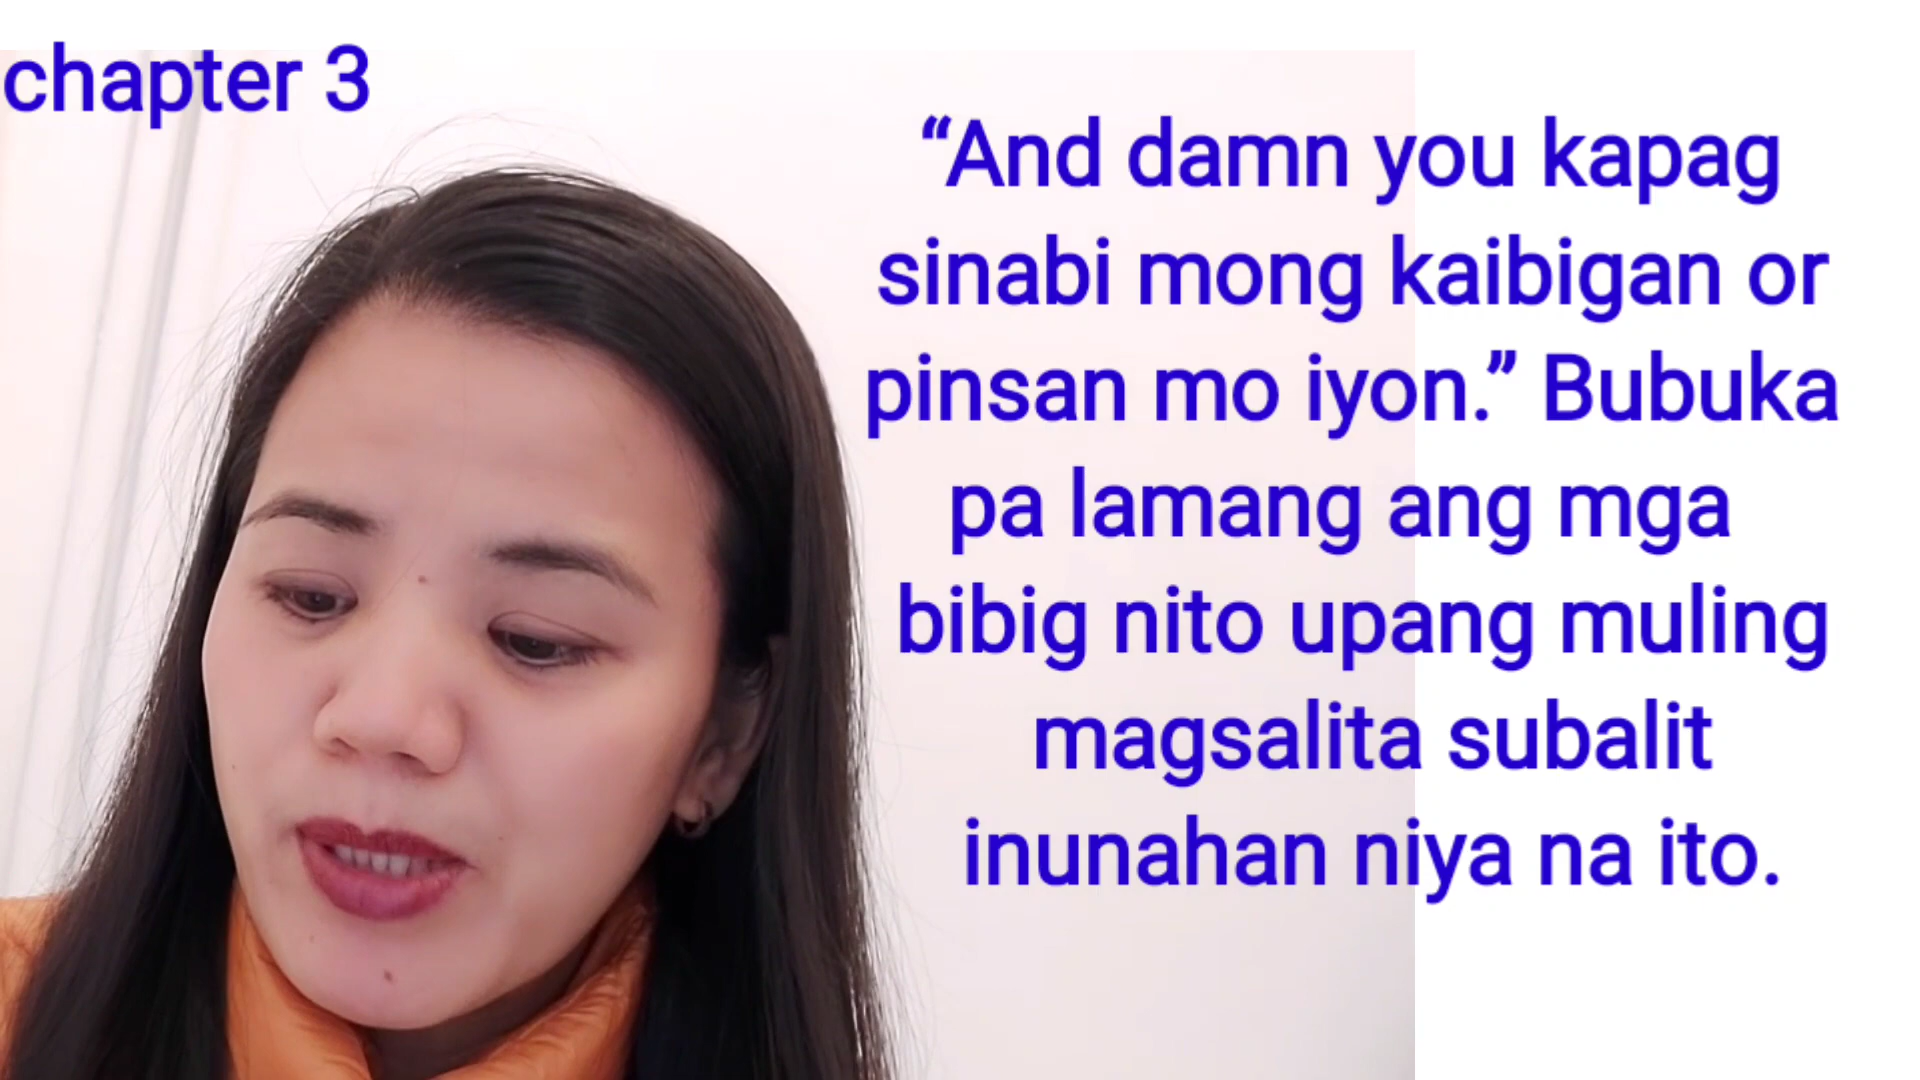 chapter 3
“And damn you kapag
sinabi mong kaibigan or
pinsan mo iyon.” Bubuka
pa lamang ang mga
bibig nito upang muling
magsalita subalit
inunahan niya na ito.